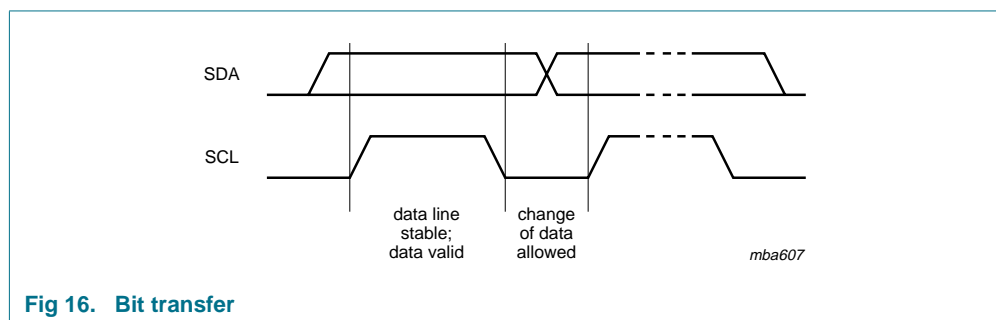 SDA
SCL
data line
stable;
data valid
change
of data
allowed
mba607
Fig 16. Bit transfer